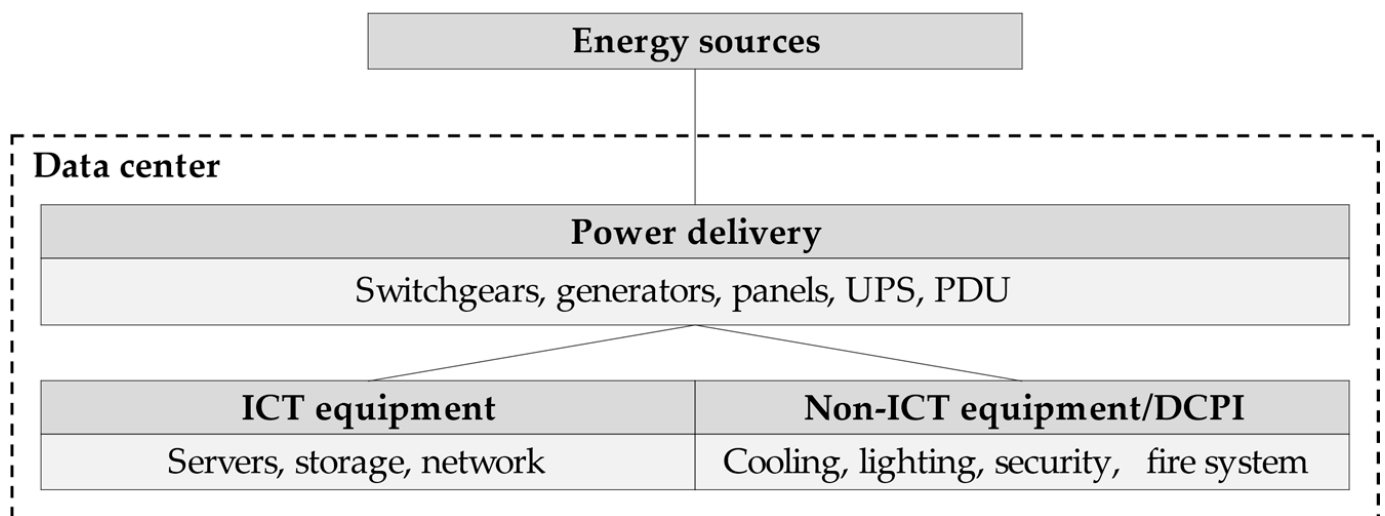 Energy sources
Data center
Power delivery
Switchgears, generators, panels, UPS, PDU
ICT equipment
Non-ICT equipment/DCPI
Servers, storage, network
Cooling, lighting, security, fire system